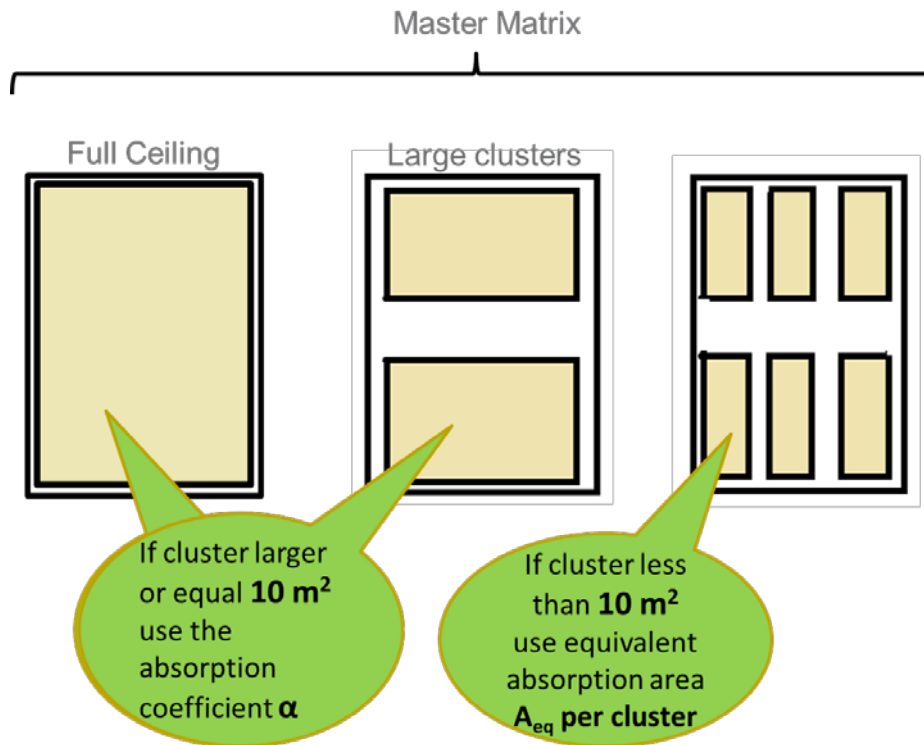 Master Matrix
Full Ceiling
Large clusters
If cluster larger
or equal 10 m²
use the
absorption
coefficient α
If cluster less
than 10 m²
use equivalent
absorption area
Aeq per cluster